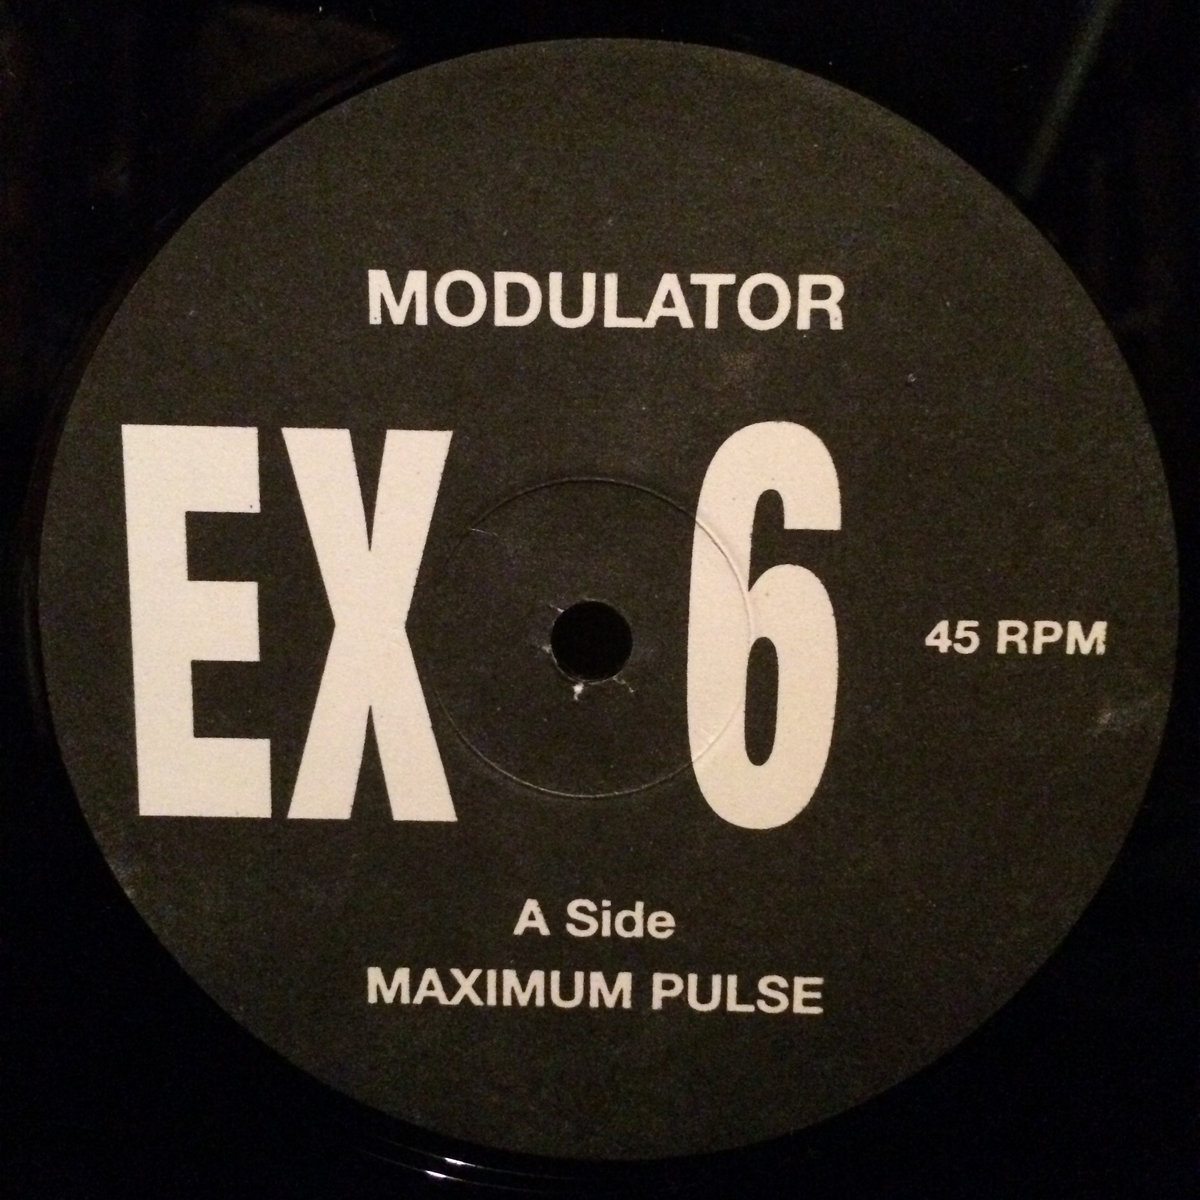 MODULATOR
EX 6
45 RPM
A Side
MAXIMUM PULSE